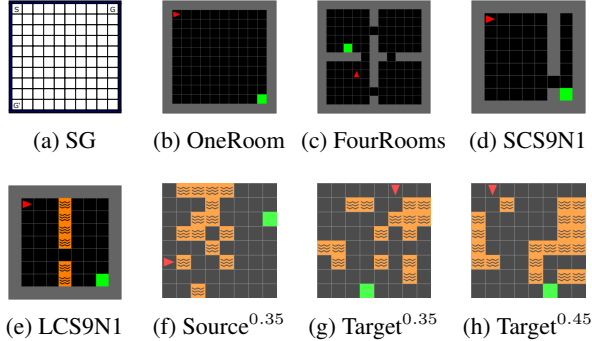 S G
G'
(a) SG (b) OneRoom (c) FourRooms (d) SCS9N1
(e) LCS9N1 (f) Source^0.35 (g) Target^0.35 (h) Target^0.45